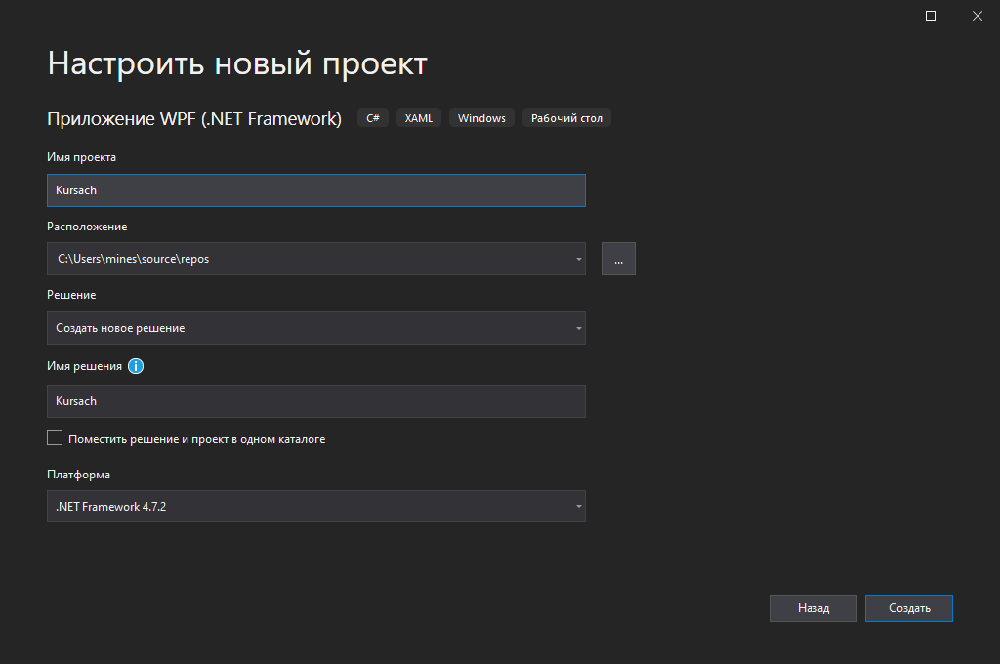 Настроить новый проект
Приложение WPF (.NET Framework) C# XAML Windows Рабочий стол
Имя проекта
Kursach
Расположение
C:\Users\mines\source\repos
...
Решение
Создать новое решение
Имя решения i
Kursach
Поместить решение и проект в одном каталоге
Платформа
.NET Framework 4.7.2
Назад Создать